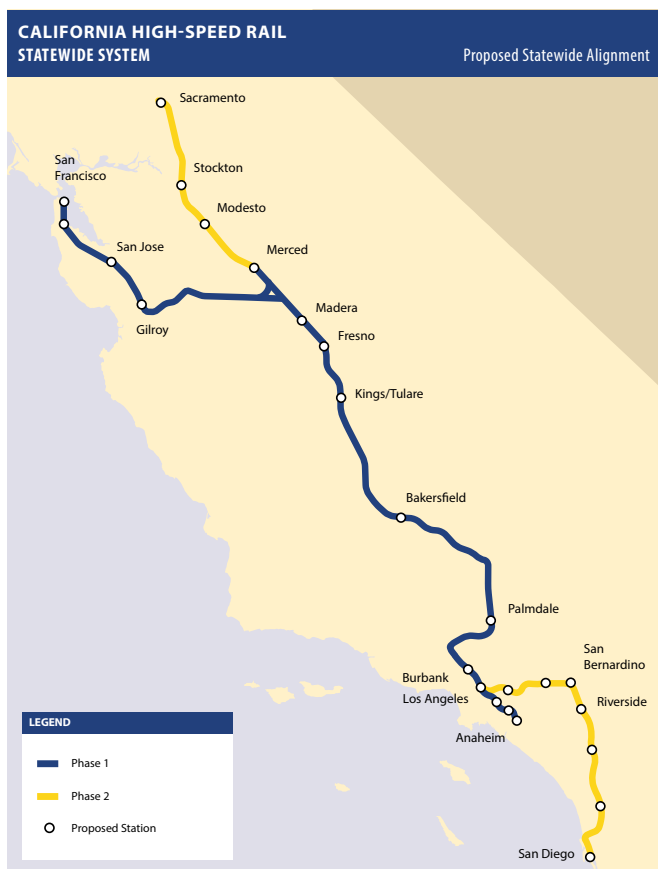 CALIFORNIA HIGH-SPEED RAIL
STATEWIDE SYSTEM
Proposed Statewide Alignment
Sacramento
San
Francisco
Stockton
Modesto
San Jose
Merced
Gilroy
Madera
Fresno
Kings/Tulare
Bakersfield
Palmdale
San
Bernardino
Burbank
Los Angeles
Riverside
Anaheim
San Diego
LEGEND
Phase 1
Phase 2
Proposed Station